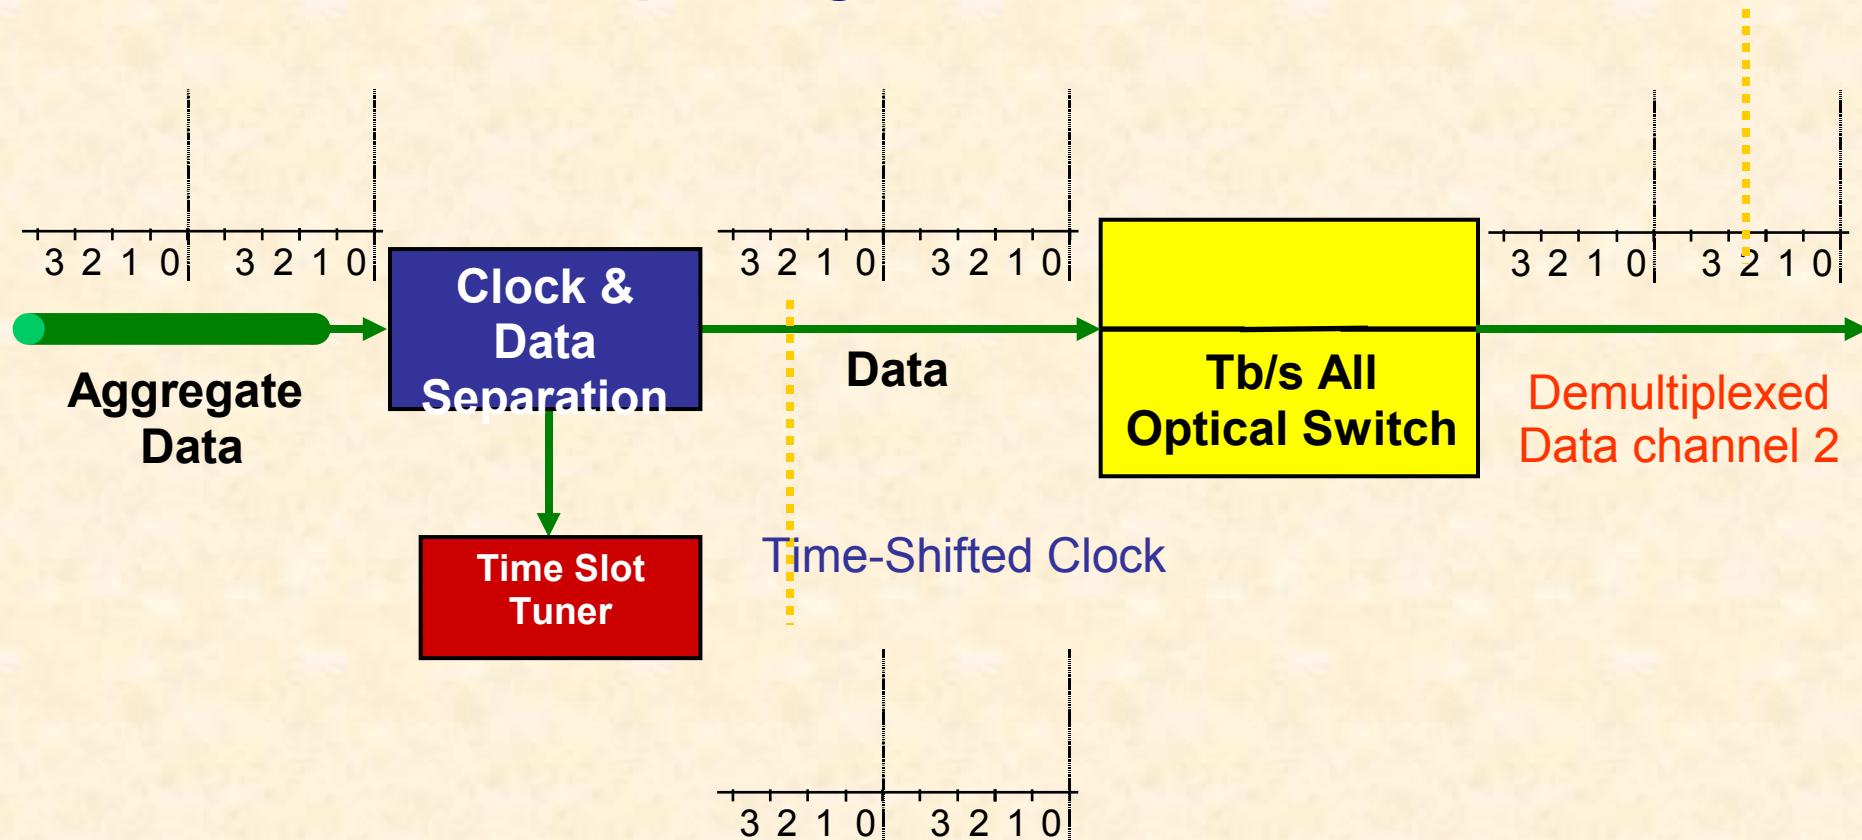 3 2 1 0 3 2 1 0
3 2 1 0 3 2 1 0
3 2 1 0 3 2 1 0
Clock &
Data
Separation
Aggregate
Data
Data
Tb/s All
Optical Switch
Demultiplexed
Data channel 2
Time Slot
Tuner
Time-Shifted Clock
3 2 1 0 3 2 1 0